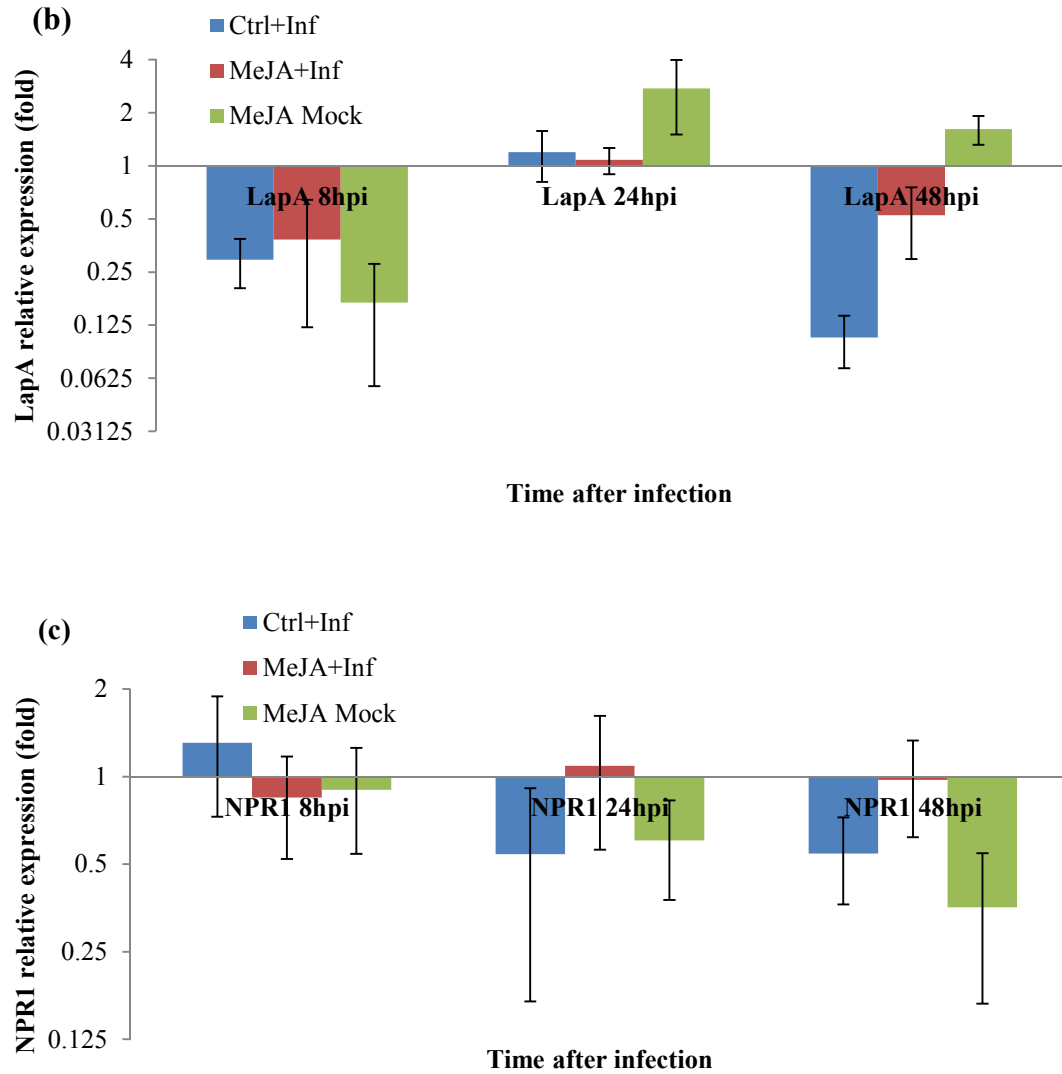 (b)
Ctrl+Inf
MeJA+Inf
MeJA Mock
LapA relative expression (fold)
4
2
1
0.5
0.25
0.125
0.0625
0.03125
LapA 8hpi
LapA 24hpi
LapA 48hpi
Time after infection
(c)
Ctrl+Inf
MeJA+Inf
MeJA Mock
NPR1 relative expression (fold)
2
1
0.5
0.25
0.125
NPR1 8hpi
NPR1 24hpi
NPR1 48hpi
Time after infection